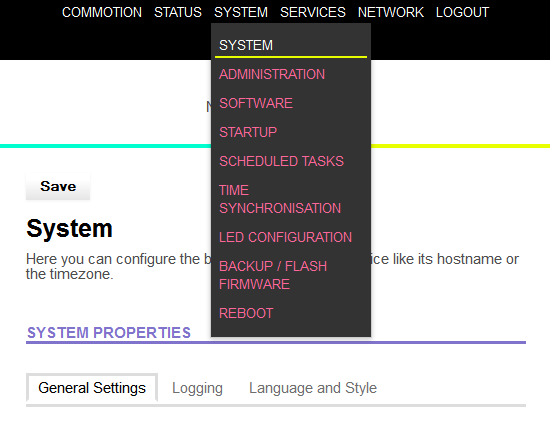 COMMOTION STATUS SYSTEM SERVICES NETWORK LOGOUT
SYSTEM
ADMINISTRATION
SOFTWARE
STARTUP
SCHEDULED TASKS
TIME
SYNCHRONISATION
LED CONFIGURATION
BACKUP / FLASH
FIRMWARE
REBOOT
Save
System
Here you can configure the b ice like its hostname or
the timezone.
SYSTEM PROPERTIES
General Settings Logging Language and Style